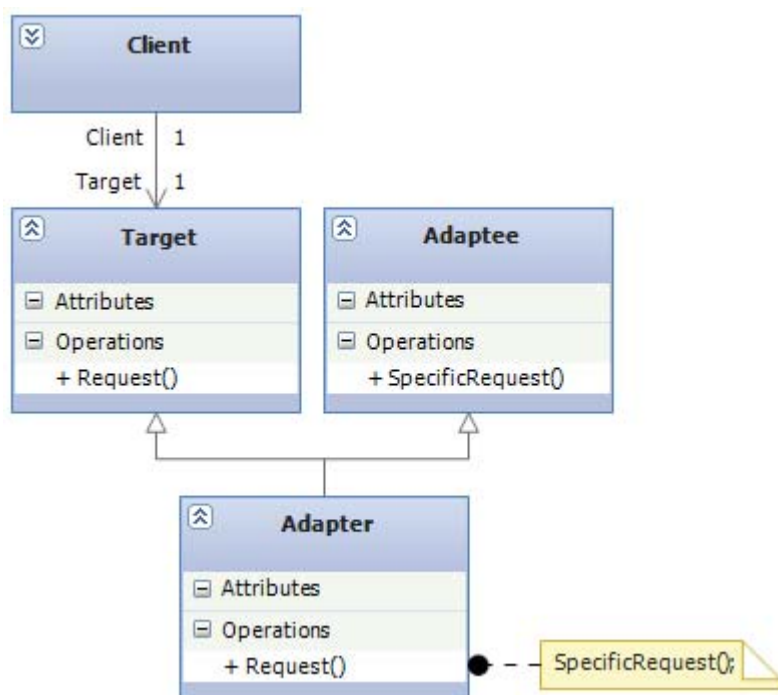 Client
Client 1
Target 1
Target
Attributes
Operations
+ Request()
Adaptee
Attributes
Operations
+ SpecificRequest()
Adapter
Attributes
Operations
+ Request()
SpecificRequest();